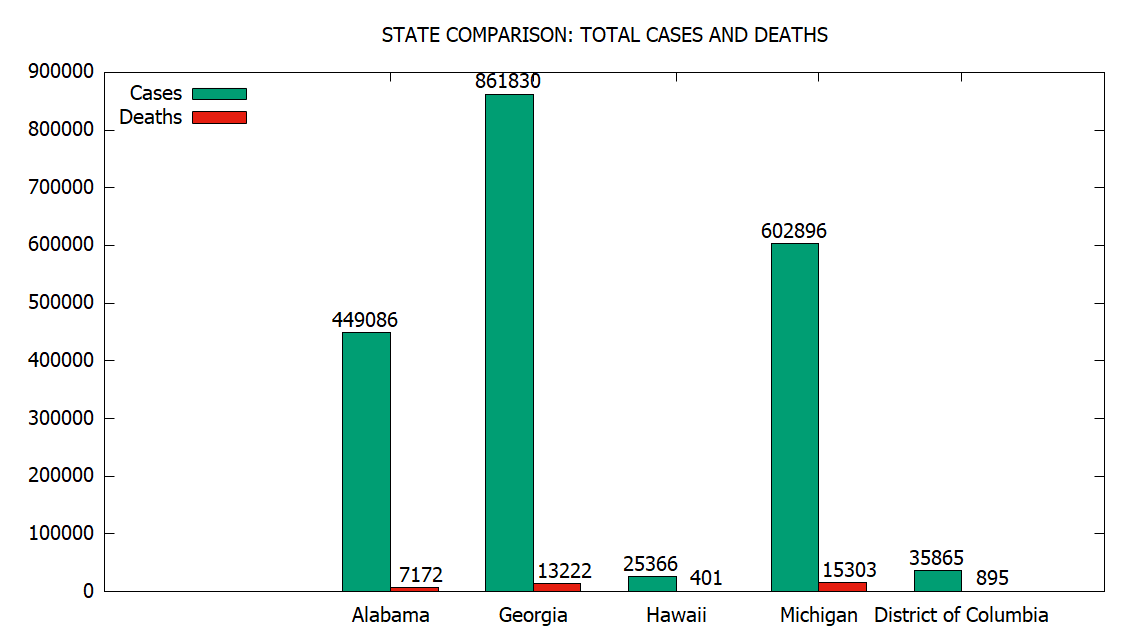 STATE COMPARISON: TOTAL CASES AND DEATHS
900000
800000
700000
600000
500000
400000
300000
200000
100000
0
Cases
Deaths
449086
7172
861830
13222
25366
401
602896
15303
35865
895
Alabama
Georgia
Hawaii
Michigan
District of Columbia